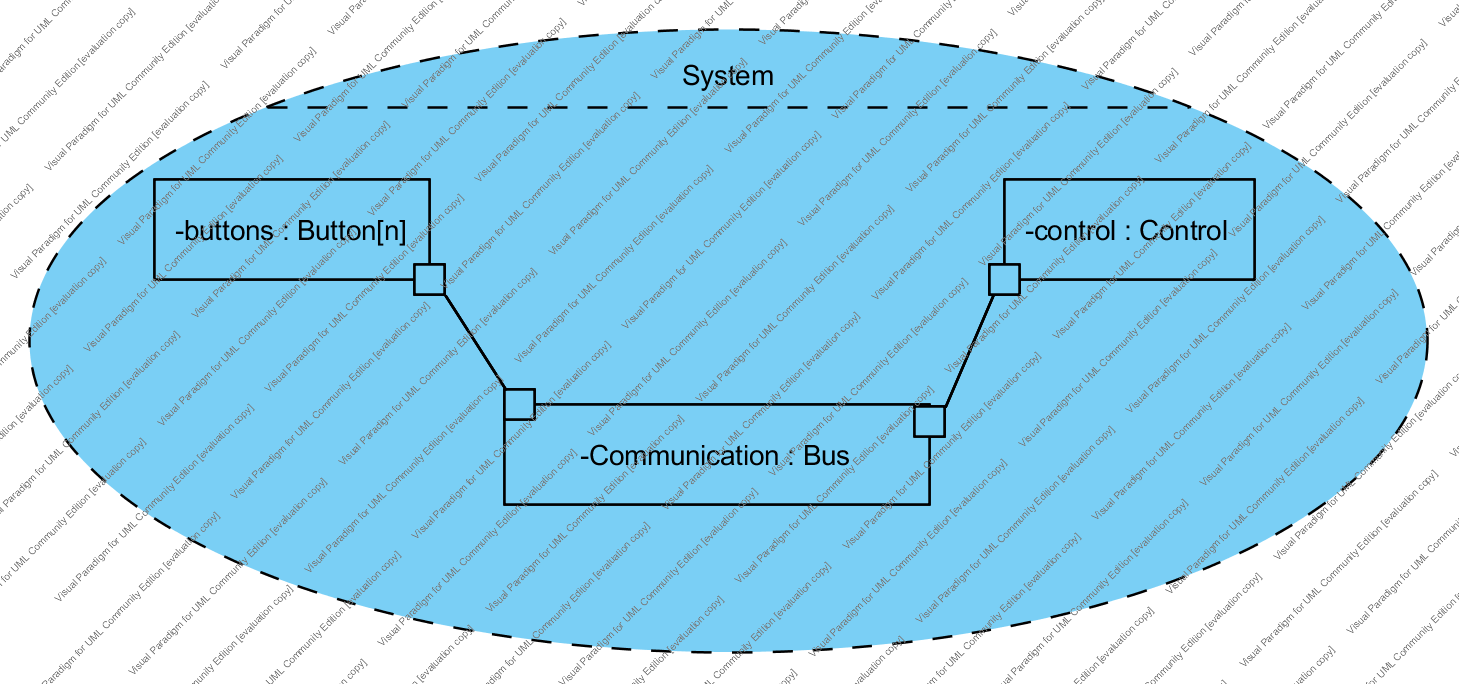 System
-buttons : Button[n]
-control : Control
-Communication : Bus
Visual Paradigm for UML Community Edition [evaluation copy]